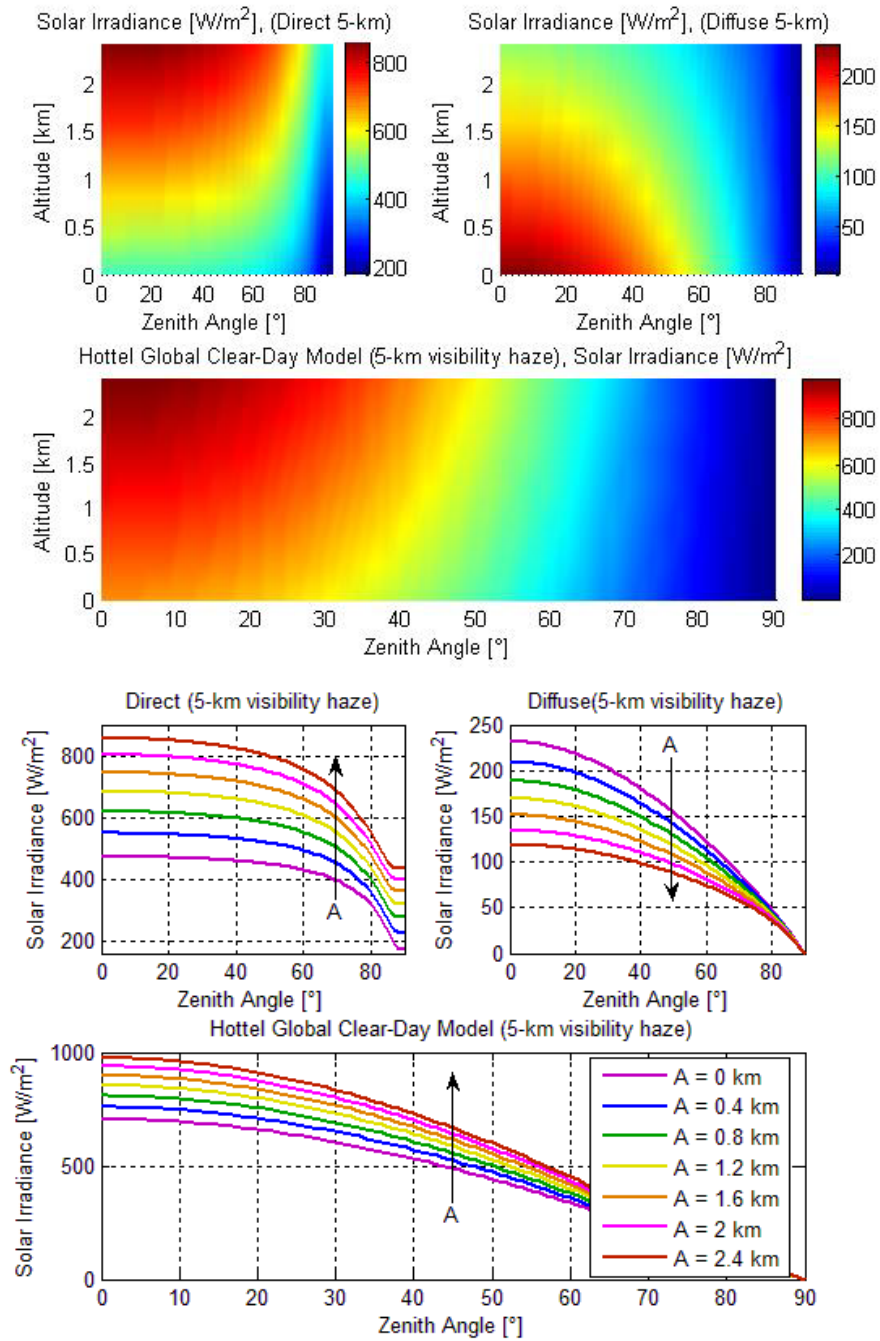 Solar Irradiance [W/m²], (Direct 5-km)
Altitude [km]
2
1.5
1
0.5
0
0 20 40 60 80
Zenith Angle [°]
800
600
400
200
Solar Irradiance [W/m²], (Diffuse 5-km)
Altitude [km]
2
1.5
1
0.5
0
0 20 40 60 80
Zenith Angle [°]
200
150
100
50
Hottel Global Clear-Day Model (5-km visibility haze), Solar Irradiance [W/m²]
Altitude [km]
2
1.5
1
0.5
0
0 10 20 30 40 50 60 70 80 90
Zenith Angle [°]
800
600
400
200
Direct (5-km visibility haze)
Solar Irradiance [W/m²]
800
600
400
200
A
0 20 40 60 80
Zenith Angle [°]
Diffuse(5-km visibility haze)
Solar Irradiance [W/m²]
250
200
150
100
50
0
A
0 20 40 60 80
Zenith Angle [°]
Hottel Global Clear-Day Model (5-km visibility haze)
Solar Irradiance [W/m²]
1000
500
0
A
0 10 20 30 40 50 60 70 80 90
Zenith Angle [°]
A = 0 km
A = 0.4 km
A = 0.8 km
A = 1.2 km
A = 1.6 km
A = 2 km
A = 2.4 km